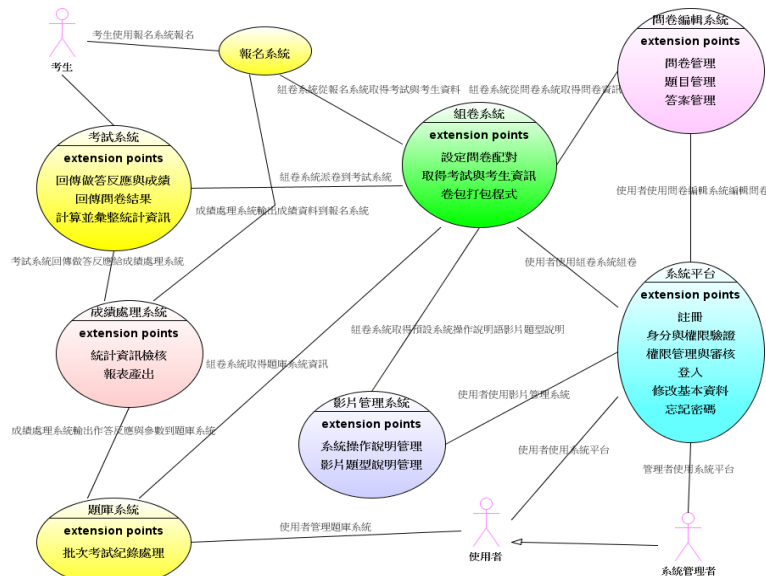 考生
考生使用報名系統報名
報名系統
組卷系統從報名系統取得考試與考生資料
組卷系統從問卷系統取得問卷資訊
問卷編輯系統
extension points
問卷管理
題目管理
答案管理
組卷系統
extension points
設定問卷配對
取得考試與考生資訊
卷包打包程式
考試系統
extension points
回傳做答反應與成績
回傳問卷結果
計算並彙整統計資訊
組卷系統派卷到考試系統
成績處理系統輸出成績資料到報名系統
使用者使用問卷編輯系統編輯問卷
考試系統回傳做答反應給成績處理系統
使用者使用組卷系統組卷
系統平台
extension points
註冊
身分與權限驗證
權限管理與審核
登入
修改基本資料
忘記密碼
成績處理系統
extension points
統計資訊檢核
報表產出
組卷系統取得預設系統操作說明語影片題型說明
組卷系統取得題庫系統資訊
影片管理系統
extension points
系統操作說明管理
影片題型說明管理
使用者使用影片管理系統
成績處理系統輸出作答反應與參數到題庫系統
使用者使用系統平台
管理者使用系統平台
題庫系統
extension points
批次考試紀錄處理
使用者管理題庫系統
使用者
系統管理者